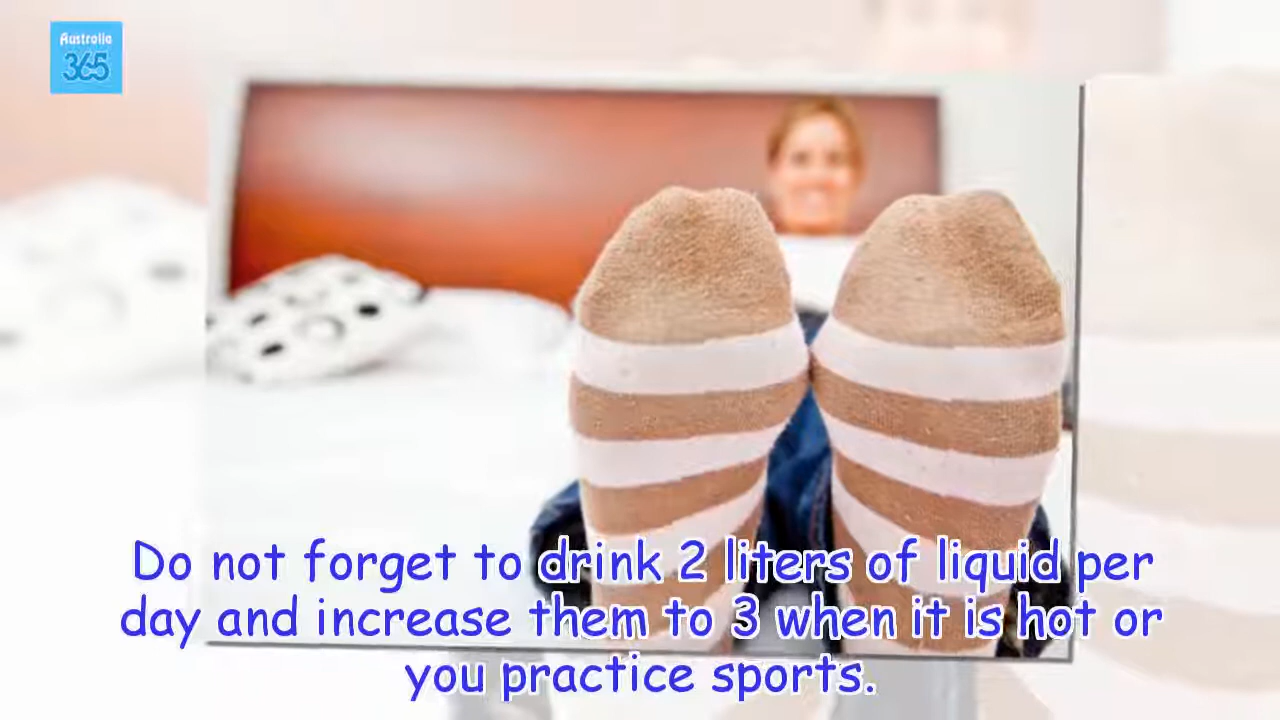 Australia
365
Do not forget to drink 2 liters of liquid per
day and increase them to 3 when it is hot or
you practice sports.